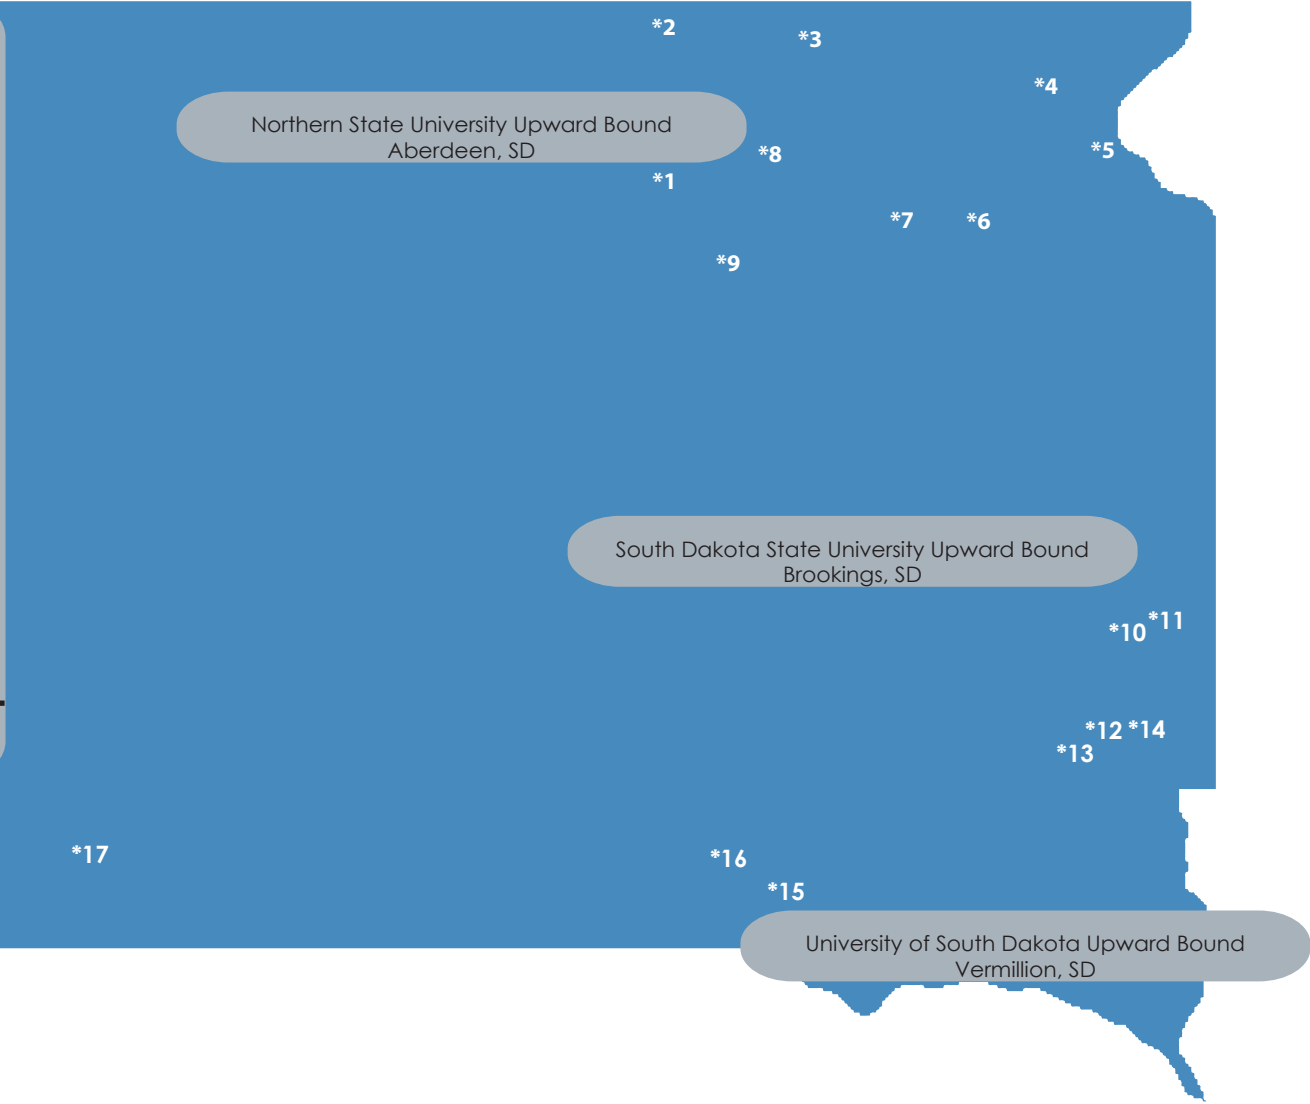 *2
*3
*4
Northern State University Upward Bound
Aberdeen, SD
*8
*5
*1
*7
*6
*9
South Dakota State University Upward Bound
Brookings, SD
*11
*10
*12
*14
*13
*17
*16
*15
University of South Dakota Upward Bound
Vermillion, SD